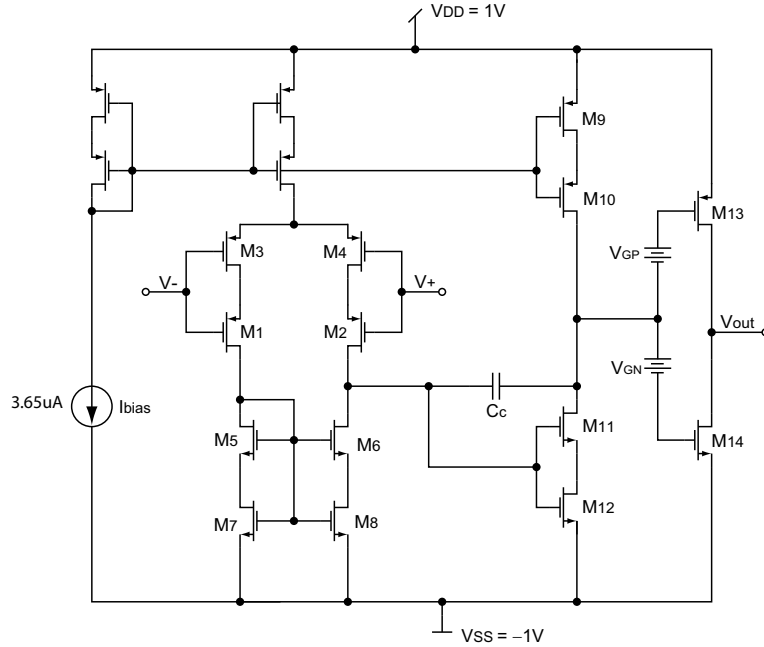 VDD = 1V
M9
M10
M13
M3
M4
VGP
V-
V+
M1
M2
Vout
VGN
3.65uA
Ibias
Cc
M11
M5
M6
M14
M12
M7
M8
VSS = −1V